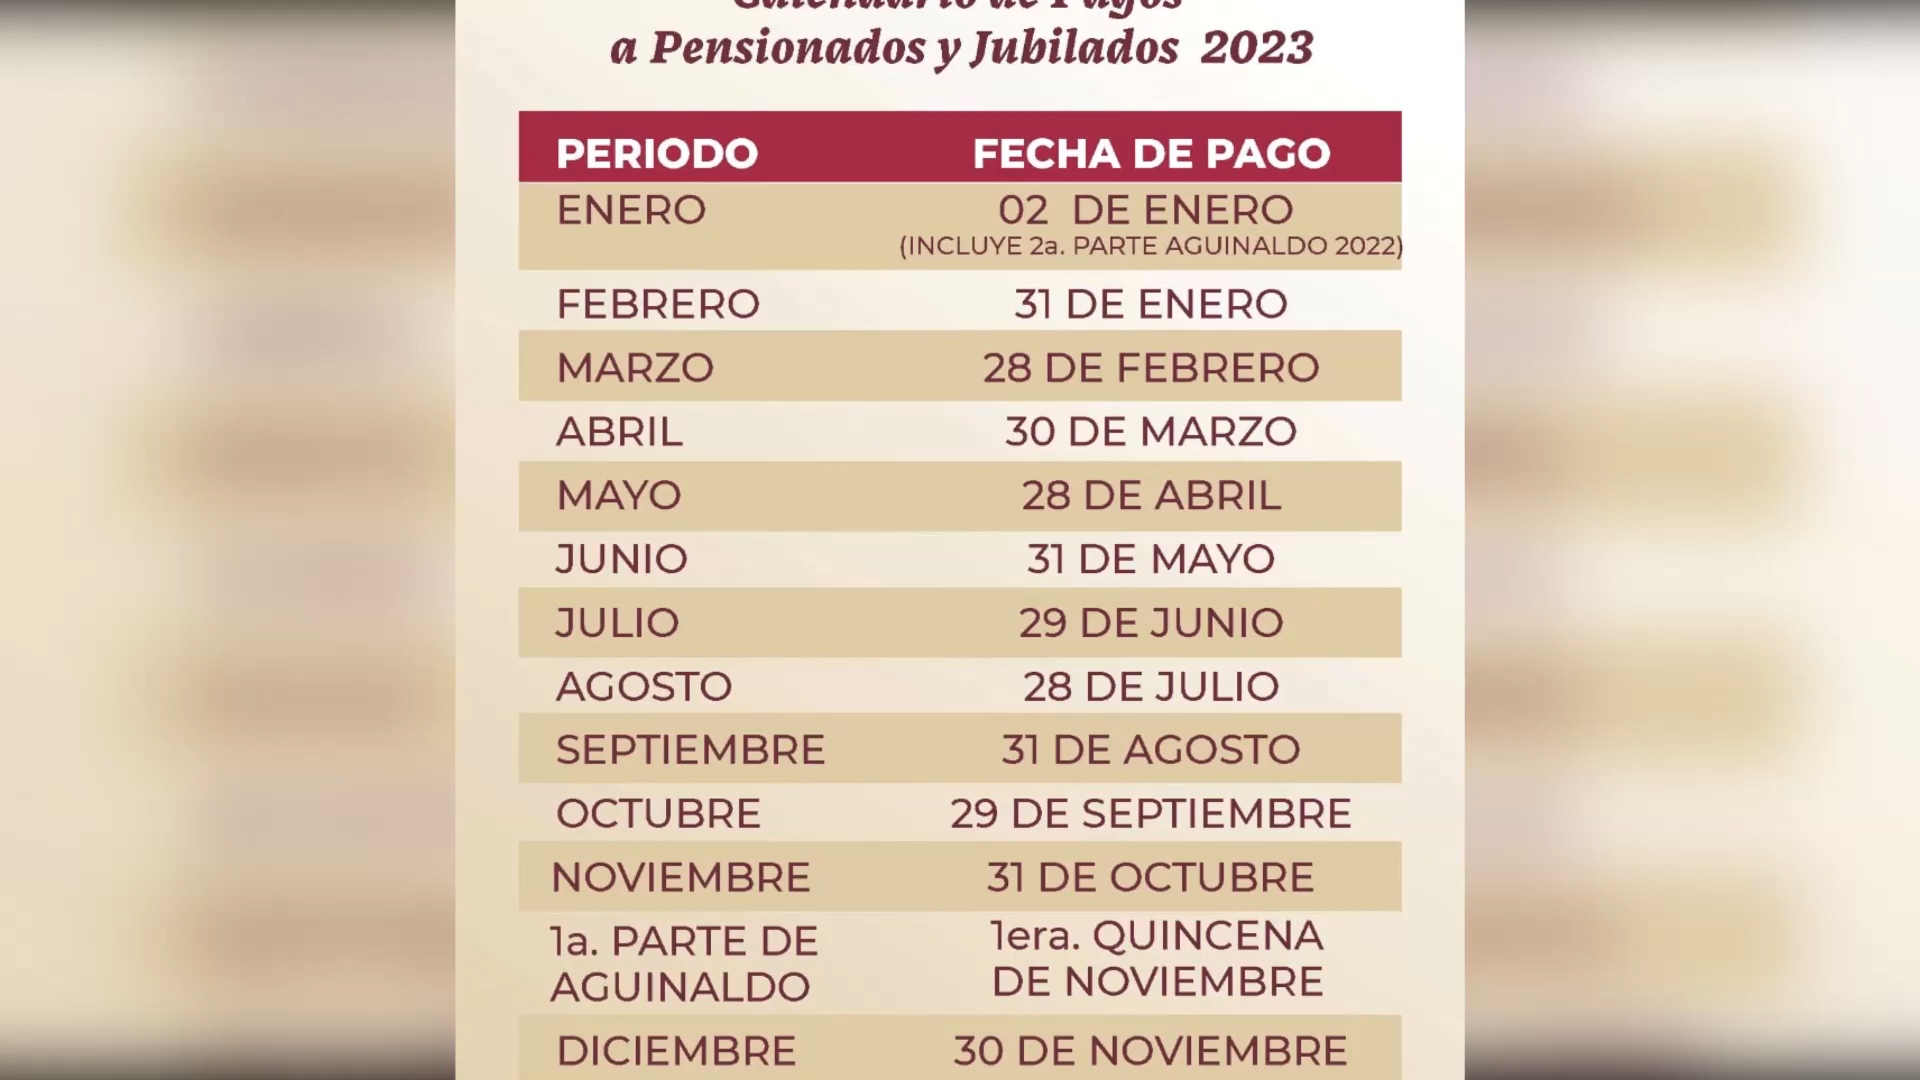 Calendario de Pagos
a Pensionados y Jubilados 2023
PERIODO FECHA DE PAGO
ENERO 02 DE ENERO
(INCLUYE 2a. PARTE AGUINALDO 2022)
FEBRERO 31 DE ENERO
MARZO 28 DE FEBRERO
ABRIL 30 DE MARZO
MAYO 28 DE ABRIL
JUNIO 31 DE MAYO
JULIO 29 DE JUNIO
AGOSTO 28 DE JULIO
SEPTIEMBRE 31 DE AGOSTO
OCTUBRE 29 DE SEPTIEMBRE
NOVIEMBRE 31 DE OCTUBRE
1a. PARTE DE 1era. QUINCENA
AGUINALDO DE NOVIEMBRE
DICIEMBRE 30 DE NOVIEMBRE